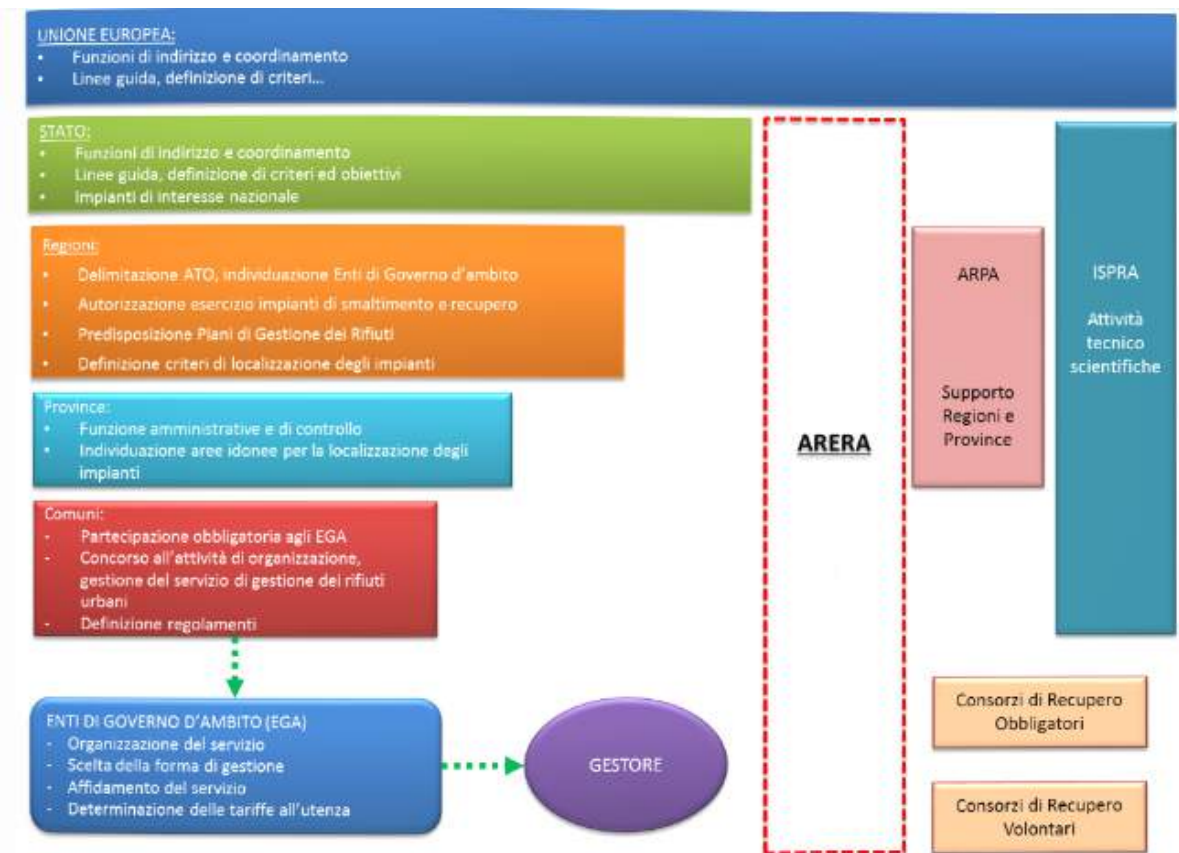 UNIONE EUROPEA:
• Funzioni di indirizzo e coordinamento
• Linee guida, definizione di criteri...
STATO:
• Funzioni di indirizzo e coordinamento
• Linee guida, definizione di criteri ed obiettivi
• Impianti di interesse nazionale
Regioni:
• Delimitazione ATO, individuazione Enti di Governo d'ambito
• Autorizzazione esercizio impianti di smaltimento e recupero
• Predisposizione Piani di Gestione dei Rifiuti
• Definizione criteri di localizzazione degli impianti
Province:
• Funzione amministrative e di controllo
• Individuazione aree idonee per la localizzazione degli
impianti
Comuni:
- Partecipazione obbligatoria agli EGA
- Concorso all'attività di organizzazione,
gestione del servizio di gestione dei rifiuti
urbani
- Definizione regolamenti
ENTI DI GOVERNO D'AMBITO (EGA)
- Organizzazione del servizio
- Scelta della forma di gestione
- Affidamento del servizio
- Determinazione delle tariffe all'utenza
GESTORE
ARERA
ARPA
Supporto
Regioni e
Province
ISPRA
Attività
tecnico
scientifiche
Consorzi di Recupero
Obbligatori
Consorzi di Recupero
Volontari